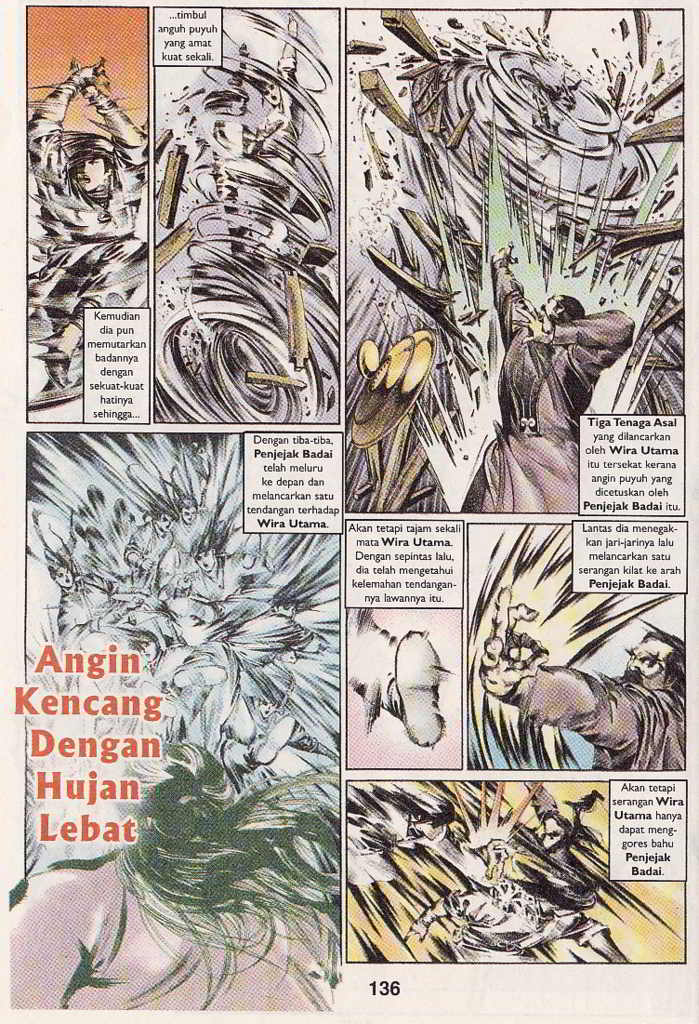 Kemudian
dia pun
memutarkan
badannya
dengan
sekuat-kuat
hatinya
sehingga...
...timbul
anguh puyuh
yang amat
kuat sekali.
Tiga Tenaga Asal
yang dilancarkan
oleh Wira Utama
itu tersekat kerana
angin puyuh yang
dicetuskan oleh
Penjejak Badai itu.
Dengan tiba-tiba,
Penjejak Badai
telah meluru
ke depan dan
melancarkan satu
tendangan terhadap
Wira Utama.
Angin
Kencang
Dengan
Hujan
Lebat
Akan tetapi tajam sekali
mata Wira Utama.
Dengan sepintas lalu,
dia telah mengetahui
kelemahan tendangan-
nya lawannya itu.
Lantas dia menegak-
kan jari-jarinya lalu
melancarkan satu
serangan kilat ke arah
Penjejak Badai.
Akan tetapi
serangan Wira
Utama hanya
dapat meng-
gores bahu
Penjejak
Badai.
136